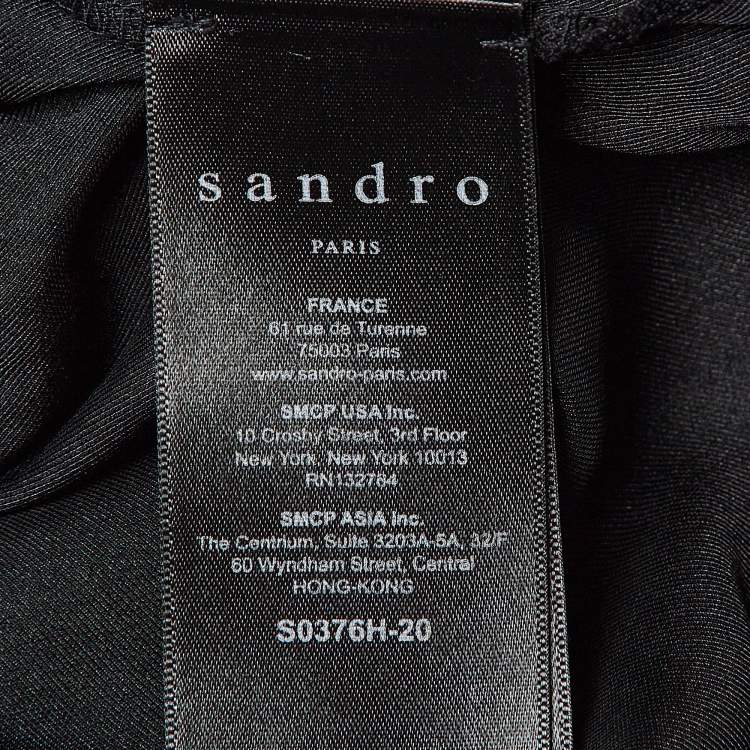 sandro
PARIS
FRANCE
61 rue de Turenne
75003 Paris
www.sandro-paris.com
SMCP USA Inc.
10 Crosby Street, 3rd Floor
New York, New York 10013
RN132784
SMCP ASIA Inc.
The Centrium, Suite 3203A-5A, 32/F
60 Wyndham Street, Central
HONG-KONG
S0376H-20